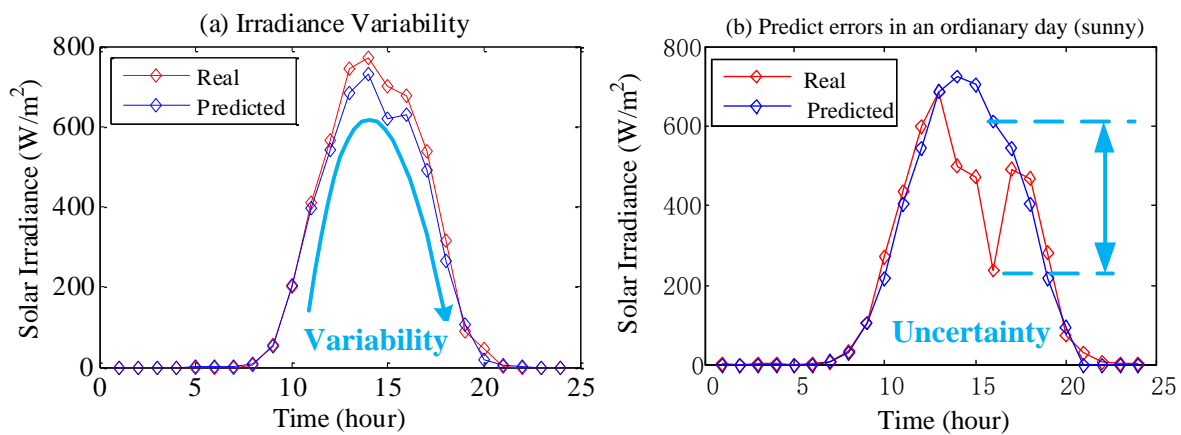 (a) Irradiance Variability
800
600
400
200
0
Solar Irradiance (W/m²)
Real
Predicted
Variability
0 5 10 15 20 25
Time (hour)
(b) Predict errors in an ordianary day (sunny)
800
600
400
200
0
Solar Irradiance (W/m²)
Real
Predicted
Uncertainty
0 5 10 15 20 25
Time (hour)